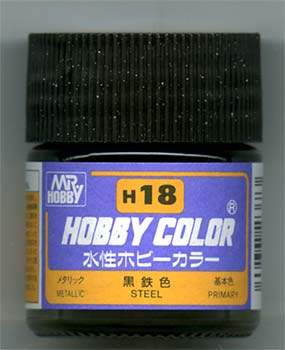 MR HOBBY
H18
HOBBY COLOR®
水性ホビーカラー
メタリック 黒鉄色 基本色
METALLIC STEEL PRIMARY